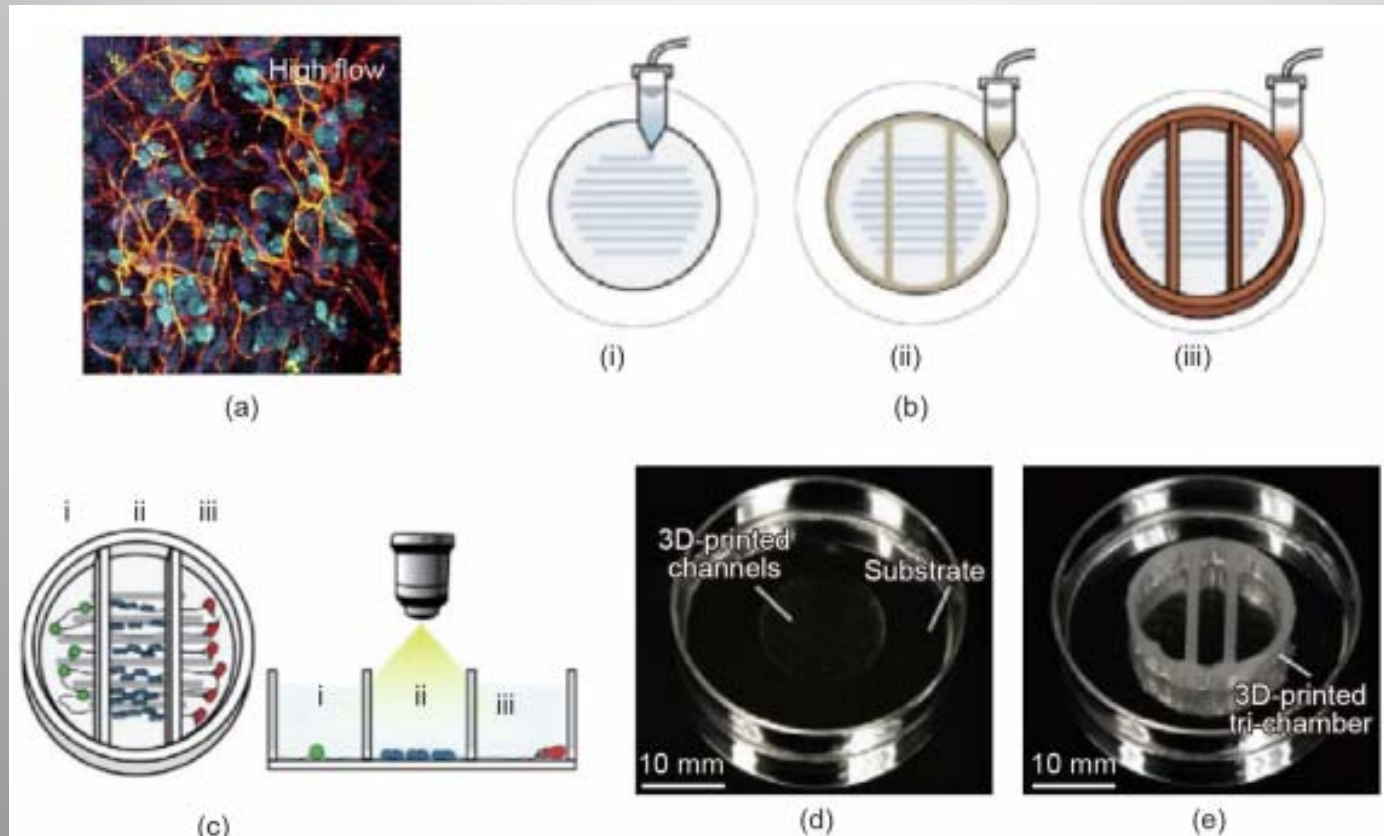 High flow
(a)
(i)
(ii)
(iii)
(b)
i
ii
iii
i
ii
iii
(c)
3D-printed
channels
Substrate
10 mm
(d)
3D-printed
tri-chamber
10 mm
(e)